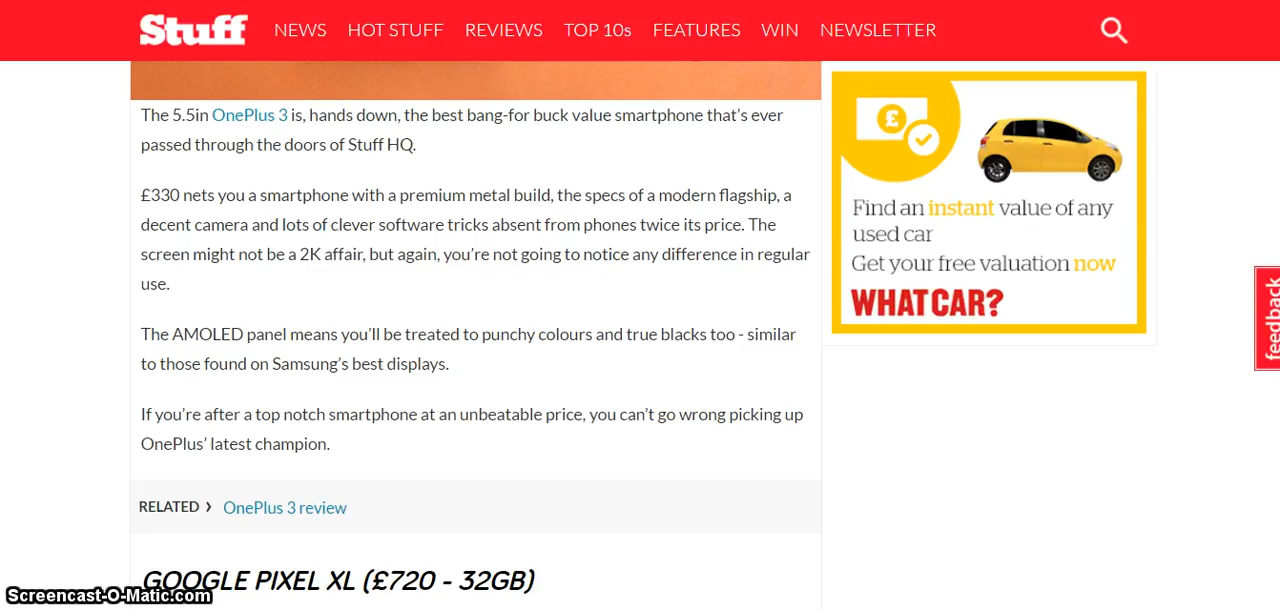 Stuff NEWS HOT STUFF REVIEWS TOP 10s FEATURES WIN NEWSLETTER
The 5.5in OnePlus 3 is, hands down, the best bang-for buck value smartphone that’s ever
passed through the doors of Stuff HQ.
£330 nets you a smartphone with a premium metal build, the specs of a modern flagship, a
decent camera and lots of clever software tricks absent from phones twice its price. The
screen might not be a 2K affair, but again, you’re not going to notice any difference in regular
use.
The AMOLED panel means you’ll be treated to punchy colours and true blacks too - similar
to those found on Samsung’s best displays.
If you’re after a top notch smartphone at an unbeatable price, you can’t go wrong picking up
OnePlus’ latest champion.
RELATED › OnePlus 3 review
GOOGLE PIXEL XL (£720 - 32GB)
£
Find an instant value of any
used car
Get your free valuation now
WHATCAR?
feedback
Screencast-O-Matic.com